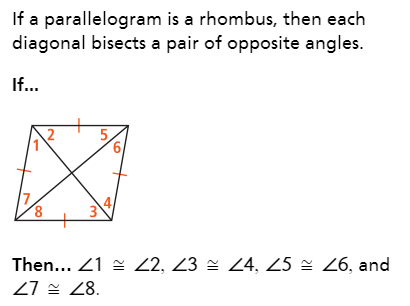 If a parallelogram is a rhombus, then each
diagonal bisects a pair of opposite angles.
If...
2 5
1 6
7 4
8 3
Then... ∠1 ≅ ∠2, ∠3 ≅ ∠4, ∠5 ≅ ∠6, and
∠7 ≅ ∠8.